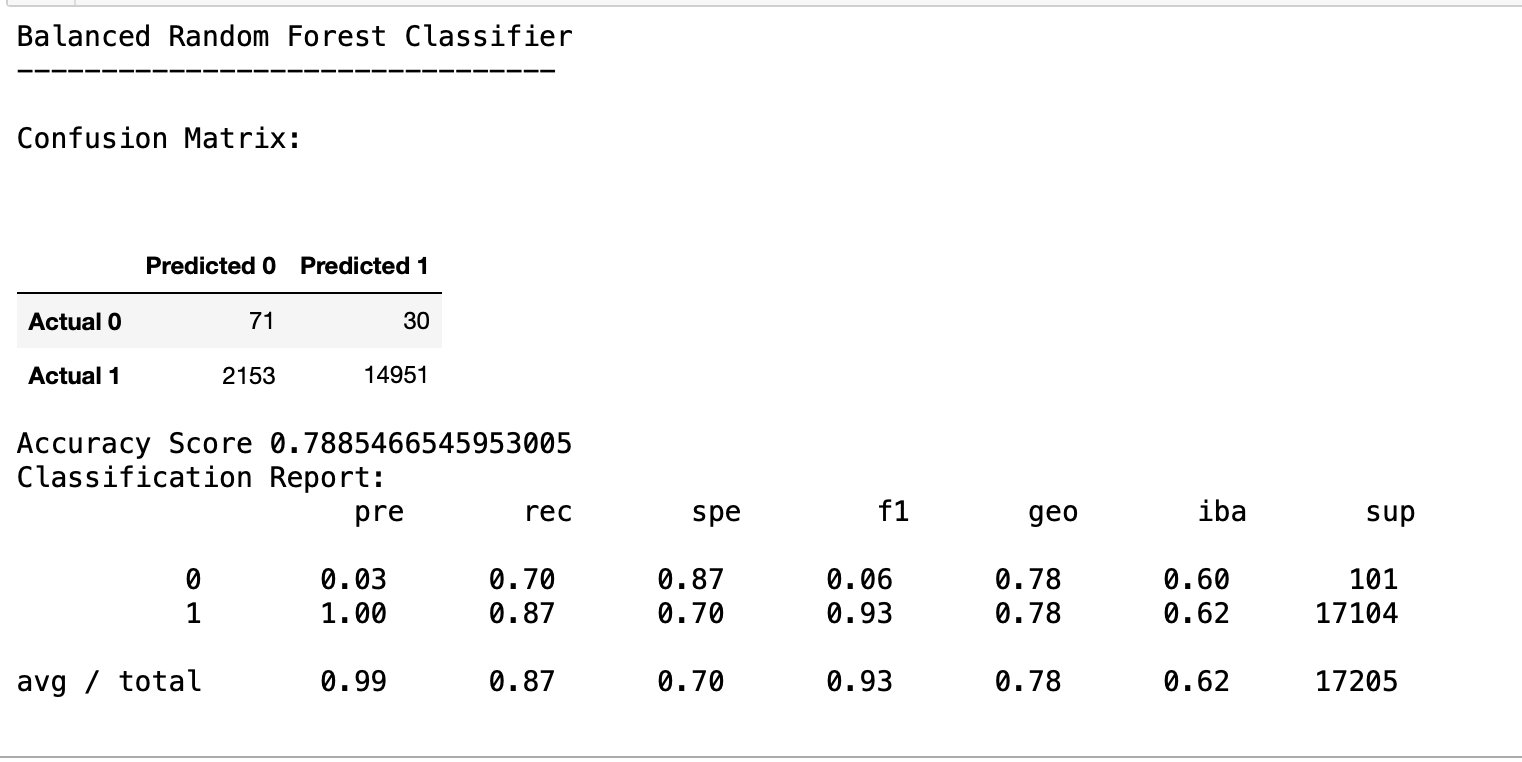 Balanced Random Forest Classifier
--------------------------------
Confusion Matrix:
Predicted 0 Predicted 1
Actual 0 71 30
Actual 1 2153 14951
Accuracy Score 0.7885466545953005
Classification Report:
pre rec spe f1 geo iba sup
0 0.03 0.70 0.87 0.06 0.78 0.60 101
1 1.00 0.87 0.70 0.93 0.78 0.62 17104
avg / total 0.99 0.87 0.70 0.93 0.78 0.62 17205